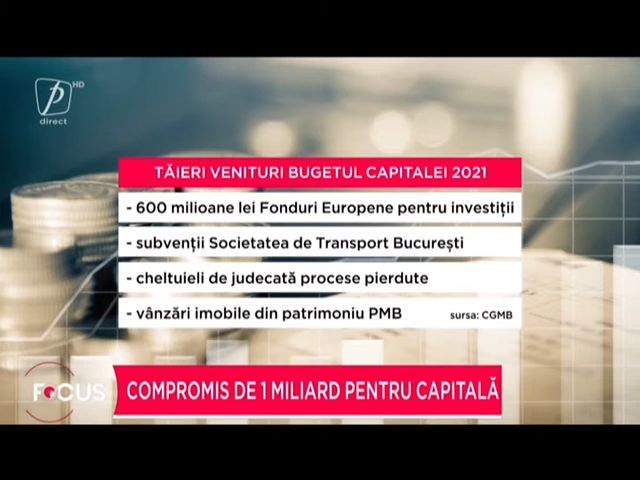 HD
direct
TĂIERI VENITURI BUGETUL CAPITALEI 2021
- 600 milioane lei Fonduri Europene pentru investiții
- subvenții Societatea de Transport București
- cheltuieli de judecată procese pierdute
- vânzări imobile din patrimoniu PMB sursa: CGMB
FOCUS
COMPROMIS DE 1 MILIARD PENTRU CAPITALĂ